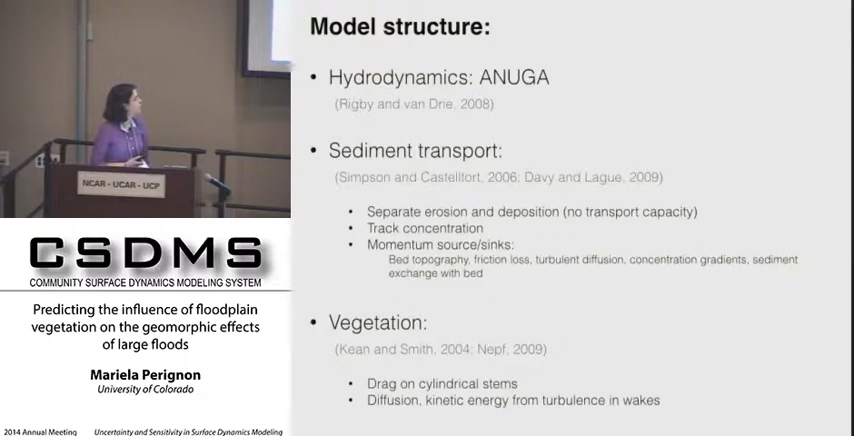 NCAR - UCAR - UCP
CSDMS
COMMUNITY SURFACE DYNAMICS MODELING SYSTEM
Predicting the influence of floodplain
vegetation on the geomorphic effects
of large floods
Mariela Perignon
University of Colorado
2014 Annual Meeting
Uncertainty and Sensitivity in Surface Dynamics Modeling
Model structure:
• Hydrodynamics: ANUGA
(Rigby and van Drie, 2008)
• Sediment transport:
(Simpson and Castelltort, 2006; Davy and Lague, 2009)
• Separate erosion and deposition (no transport capacity)
• Track concentration
• Momentum source/sinks:
Bed topography, friction loss, turbulent diffusion, concentration gradients, sediment
exchange with bed
• Vegetation:
(Kean and Smith, 2004; Nepf, 2009)
• Drag on cylindrical stems
• Diffusion, kinetic energy from turbulence in wakes